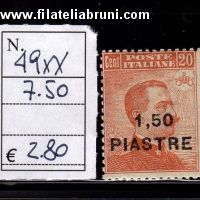 www.filateliabruni.com
N.
49xx
7.50
€ 2.80
Cent POSTE ITALIANE 20
1,50
PIASTRE